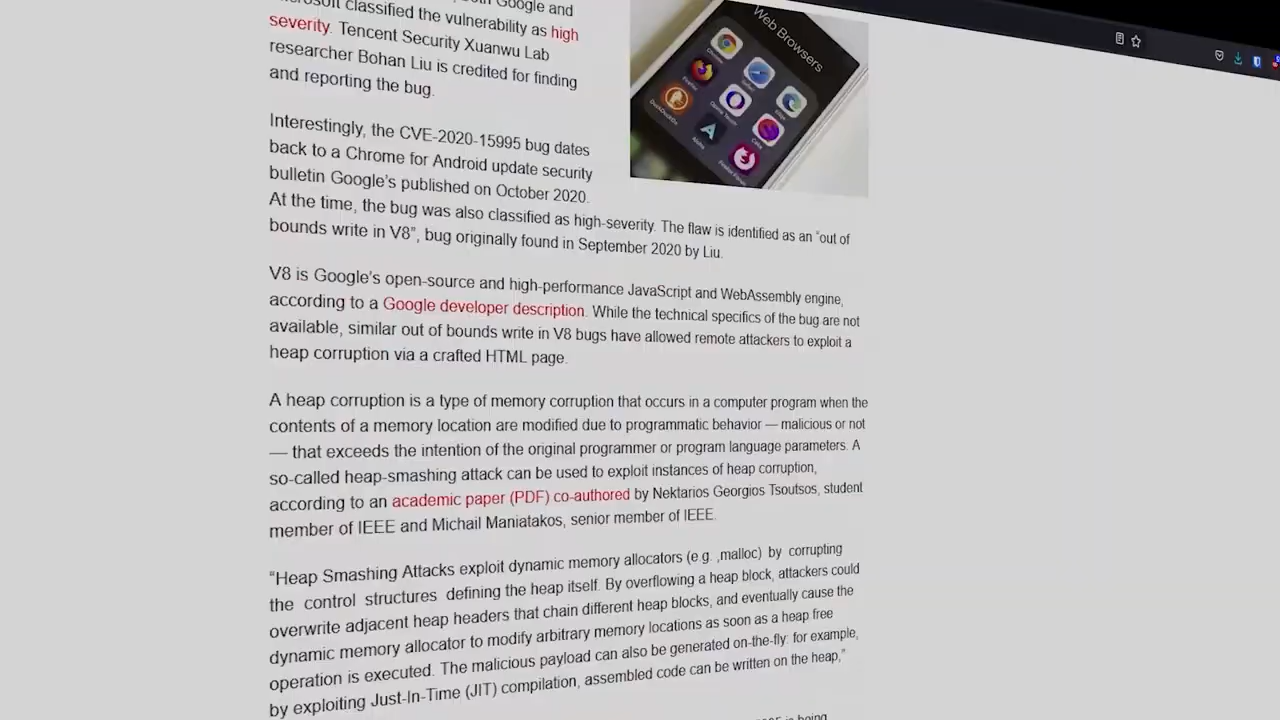 Google and
classified the vulnerability as high
severity. Tencent Security Xuanwu Lab
researcher Bohan Liu is credited for finding
and reporting the bug.
Web Browsers
Chrome
Firefox
Interestingly, the CVE-2020-15995 bug dates
back to a Chrome for Android update security
bulletin Google's published on October 2020.
At the time, the bug was also classified as high-severity. The flaw is identified as an “out of
bounds write in V8”, bug originally found in September 2020 by Liu.
V8 is Google's open-source and high-performance JavaScript and WebAssembly engine,
according to a Google developer description. While the technical specifics of the bug are not
available, similar out of bounds write in V8 bugs have allowed remote attackers to exploit a
heap corruption via a crafted HTML page.
A heap corruption is a type of memory corruption that occurs in a computer program when the
contents of a memory location are modified due to programmatic behavior — malicious or not
— that exceeds the intention of the original programmer or program language parameters. A
so-called heap-smashing attack can be used to exploit instances of heap corruption,
according to an academic paper (PDF) co-authored by Nektarios Georgios Tsoutsos, student
member of IEEE and Michail Maniatakos, senior member of IEEE.
“Heap Smashing Attacks exploit dynamic memory allocators (e.g. ,malloc) by corrupting
the control structures defining the heap itself. By overflowing a heap block, attackers could
overwrite adjacent heap headers that chain different heap blocks, and eventually cause the
dynamic memory allocator to modify arbitrary memory locations as soon as a heap free
operation is executed. The malicious payload can also be generated on-the-fly: for example,
by exploiting Just-In-Time (JIT) compilation, assembled code can be written on the heap,”
being